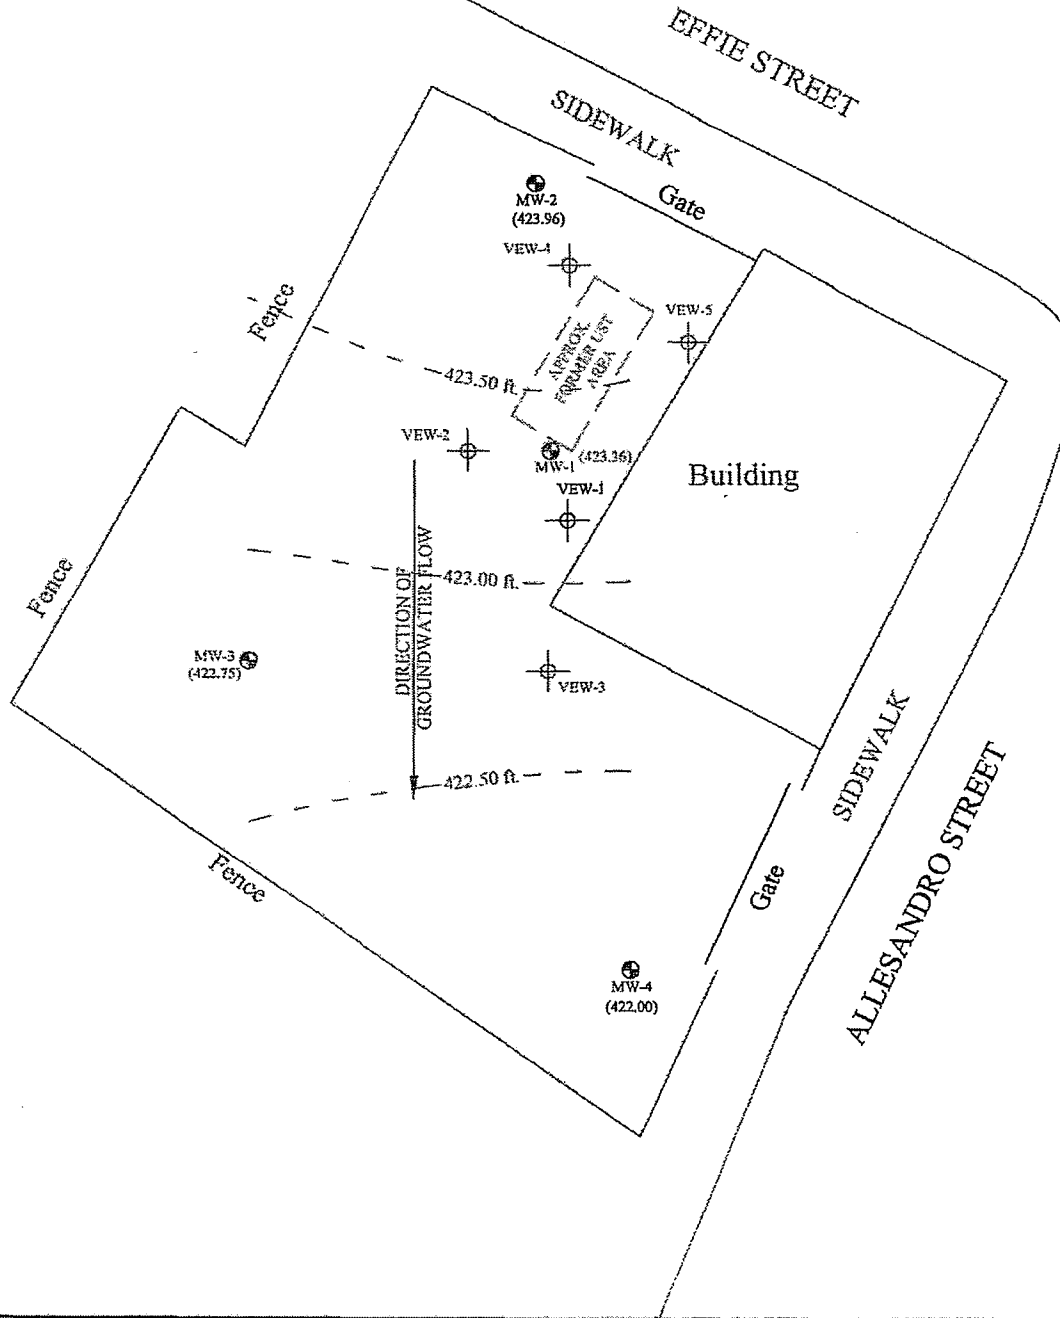 EFFIE STREET
SIDEWALK
Gate
MW-2
(423.96)
VEW-4
VEW-5
Fence
APPROX.
FORMER UST
AREA
423.50 ft.
VEW-2
MW-1 (423.36)
Building
VEW-1
423.00 ft.
Fence
DIRECTION OF
GROUNDWATER FLOW
MW-3
(422.75)
VEW-3
422.50 ft.
SIDEWALK
ALLESANDRO STREET
Fence
Gate
MW-4
(422.00)